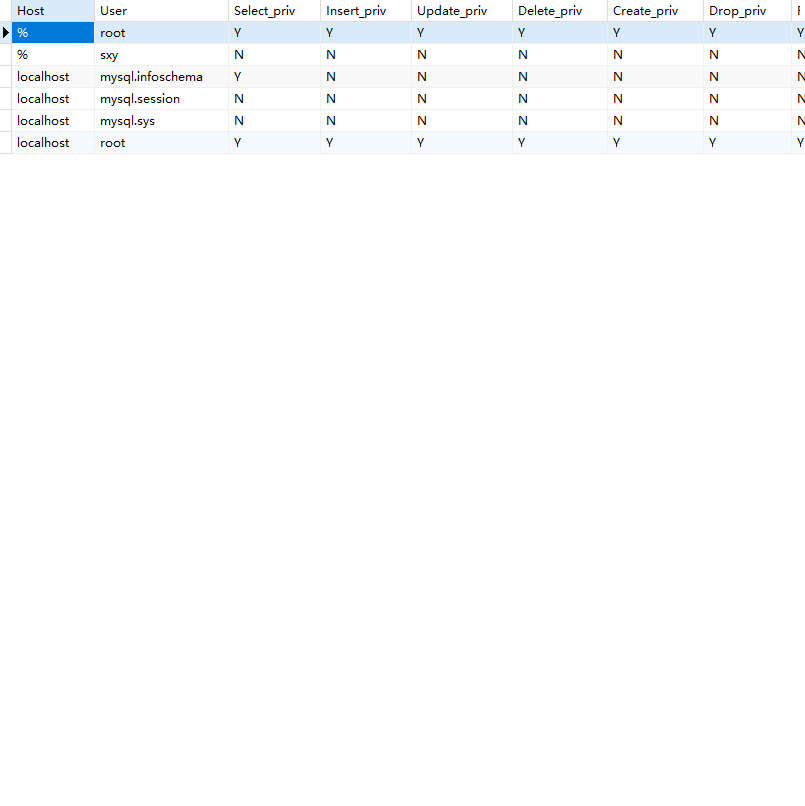 Host User Select_priv Insert_priv Update_priv Delete_priv Create_priv Drop_priv
% root Y Y Y Y Y Y Y
% sxy N N N N N N N
localhost mysql.infoschema Y N N N N N N
localhost mysql.session N N N N N N N
localhost mysql.sys N N N N N N N
localhost root Y Y Y Y Y Y Y